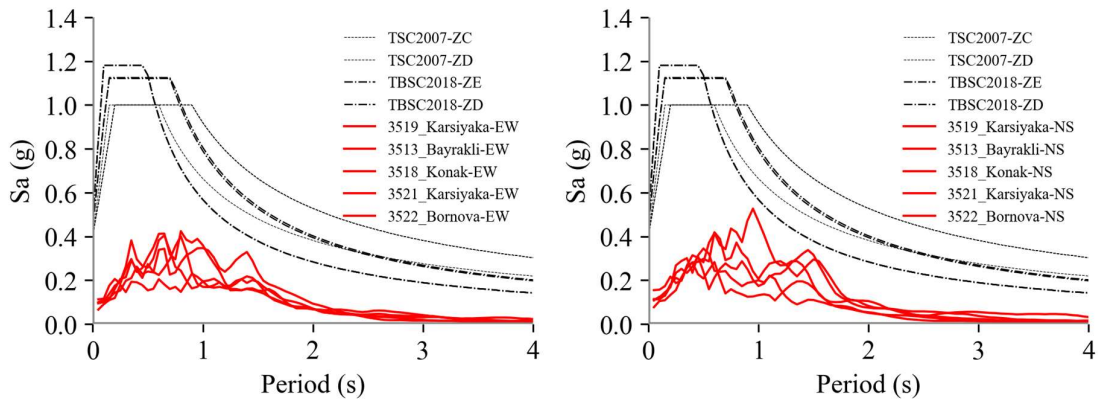 1.4
1.2
1.0
0.8
0.6
0.4
0.2
0.0
Sa (g)
0 1 2 3 4
Period (s)
TSC2007-ZC
TSC2007-ZD
TBSC2018-ZE
TBSC2018-ZD
3519_Karsiyaka-EW
3513_Bayrakli-EW
3518_Konak-EW
3521_Karsiyaka-EW
3522_Bornova-EW
1.4
1.2
1.0
0.8
0.6
0.4
0.2
0.0
Sa (g)
0 1 2 3 4
Period (s)
TSC2007-ZC
TSC2007-ZD
TBSC2018-ZE
TBSC2018-ZD
3519_Karsiyaka-NS
3513_Bayrakli-NS
3518_Konak-NS
3521_Karsiyaka-NS
3522_Bornova-NS